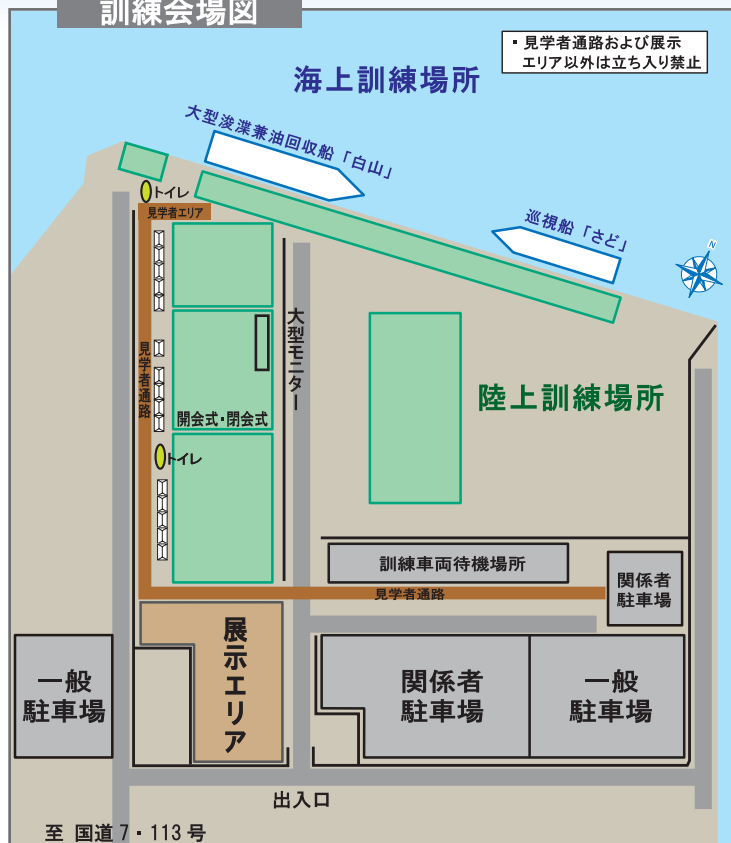 訓練会場図
・見学者通路および展示
エリア以外は立ち入り禁止
海上訓練場所
大型浚渫兼油回収船「白山」
巡視船「さど」
N
トイレ
見学者エリア
大型モニター
見学者通路
開会式・閉会式
陸上訓練場所
トイレ
訓練車両待機場所
関係者
駐車場
見学者通路
展示エリア
一般
駐車場
関係者
駐車場
一般
駐車場
出入口
至 国道 7・113 号